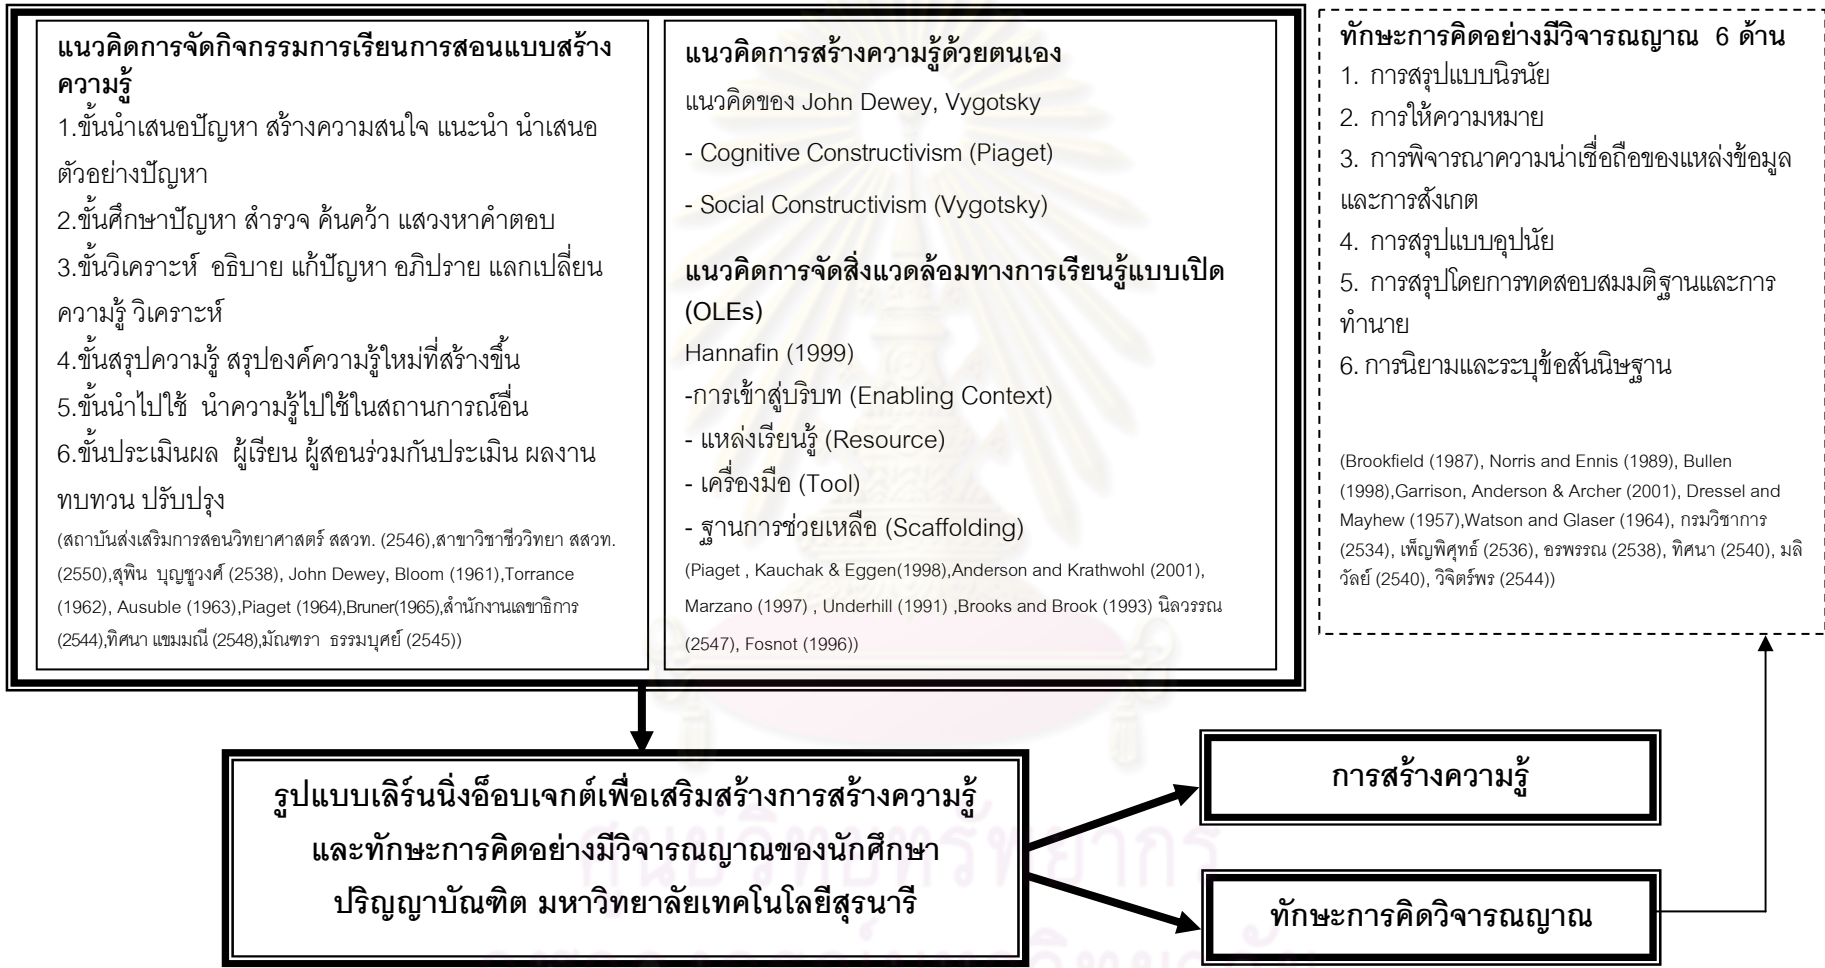 แนวคิดการจัดกิจกรรมการเรียนการสอนแบบสร้าง
ความรู้
1.ขั้นนำเสนอปัญหา สร้างความสนใจ แนะนำ นำเสนอ
ตัวอย่างปัญหา
2.ขั้นศึกษาปัญหา สำรวจ ค้นคว้า แสวงหาคำตอบ
3.ขั้นวิเคราะห์ อธิบาย แก้ปัญหา อภิปราย แลกเปลี่ยน
ความรู้ วิเคราะห์
4.ขั้นสรุปความรู้ สรุปองค์ความรู้ใหม่ที่สร้างขึ้น
5.ขั้นนำไปใช้ นำความรู้ไปใช้ในสถานการณ์อื่น
6.ขั้นประเมินผล ผู้เรียน ผู้สอนร่วมกันประเมิน ผลงาน
ทบทวน ปรับปรุง
(สถาบันส่งเสริมการสอนวิทยาศาสตร์ สสวท. (2546),สาขาวิชาชีววิทยา สสวท.
(2550),สุพิน บุญชูวงศ์ (2538), John Dewey, Bloom (1961),Torrance
(1962), Ausuble (1963),Piaget (1964),Bruner(1965),สำนักงานเลขาธิการ
(2544),ทิศนา แขมมณี (2548),มัณฑรา ธรรมบุศย์ (2545))
แนวคิดการสร้างความรู้ด้วยตนเอง
แนวคิดของ John Dewey, Vygotsky
- Cognitive Constructivism (Piaget)
- Social Constructivism (Vygotsky)
แนวคิดการจัดสิ่งแวดล้อมทางการเรียนรู้แบบเปิด
(OLEs)
Hannafin (1999)
-การเข้าสู่บริบท (Enabling Context)
- แหล่งเรียนรู้ (Resource)
- เครื่องมือ (Tool)
- ฐานการช่วยเหลือ (Scaffolding)
(Piaget , Kauchak & Eggen(1998),Anderson and Krathwohl (2001),
Marzano (1997) , Underhill (1991) ,Brooks and Brook (1993) นิลวรรณ
(2547), Fosnot (1996))
ทักษะการคิดอย่างมีวิจารณญาณ 6 ด้าน
1. การสรุปแบบนิรนัย
2. การให้ความหมาย
3. การพิจารณาความน่าเชื่อถือของแหล่งข้อมูล
และการสังเกต
4. การสรุปแบบอุปนัย
5. การสรุปโดยการทดสอบสมมติฐานและการ
ทำนาย
6. การนิยามและระบุข้อสันนิษฐาน
(Brookfield (1987), Norris and Ennis (1989), Bullen
(1998),Garrison, Anderson & Archer (2001), Dressel and
Mayhew (1957),Watson and Glaser (1964), กรมวิชาการ
(2534), เพ็ญพิศุทธ์ (2536), อรพรรณ (2538), ทิศนา (2540), มลิ
วัลย์ (2540), วิจิตร์พร (2544))
รูปแบบเลิร์นนิ่งอ็อบเจกต์เพื่อเสริมสร้างการสร้างความรู้
และทักษะการคิดอย่างมีวิจารณญาณของนักศึกษา
ปริญญาบัณฑิต มหาวิทยาลัยเทคโนโลยีสุรนารี
การสร้างความรู้
ทักษะการคิดวิจารณญาณ
ศูนย์วิทยทรัพยากร